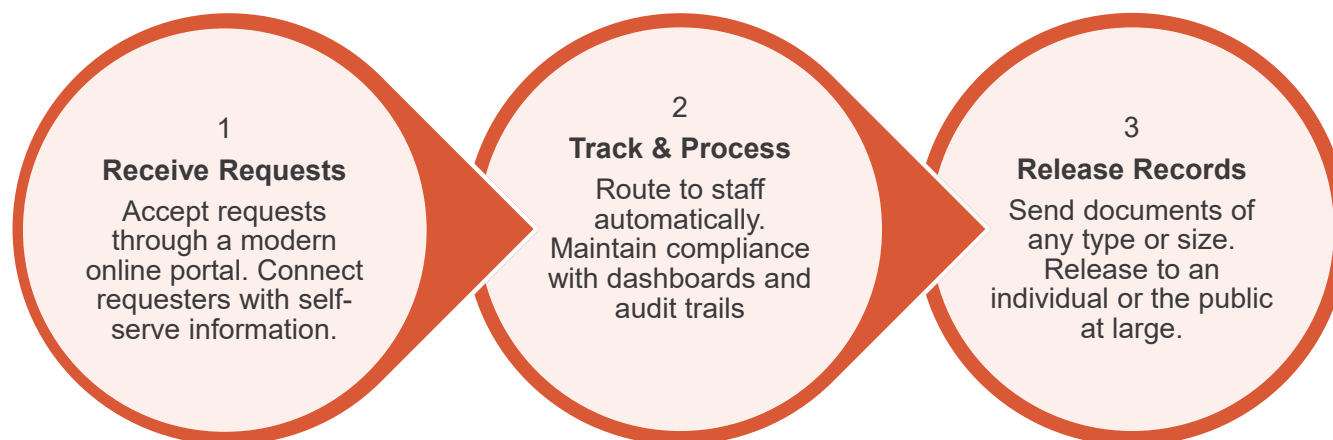 1
Receive Requests
Accept requests
through a modern
online portal. Connect
requesters with self-
serve information.
2
Track & Process
Route to staff
automatically.
Maintain compliance
with dashboards and
audit trails
3
Release Records
Send documents of
any type or size.
Release to an
individual or the public
at large.